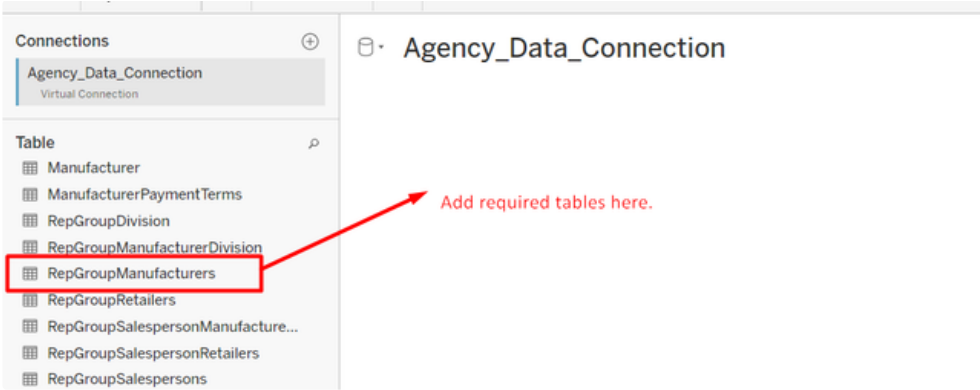 Connections
Agency_Data_Connection
Virtual Connection
Table
Manufacturer
ManufacturerPaymentTerms
RepGroupDivision
RepGroupManufacturerDivision
RepGroupManufacturers
RepGroupRetailers
RepGroupSalespersonManufacture...
RepGroupSalespersonRetailers
RepGroupSalespersons
Agency_Data_Connection
Add required tables here.